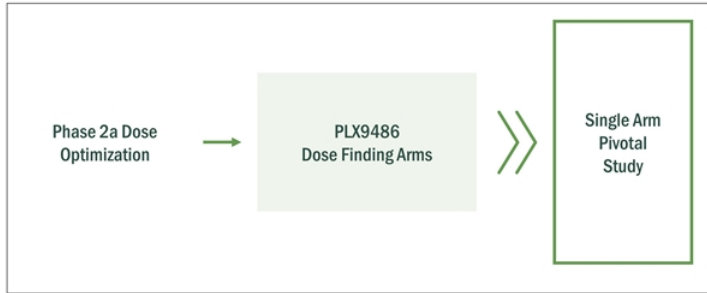 Phase 2a Dose
Optimization
PLX9486
Dose Finding Arms
Single Arm
Pivotal
Study